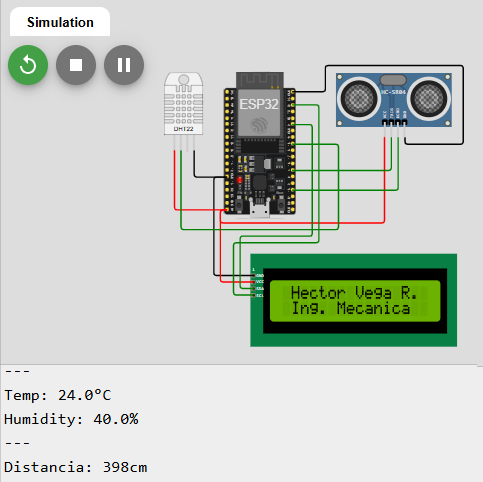 Simulation
ESP32
HC-SR04
DHT22
GND
VCC
SDA
SCL
Hector Vega R.
Ing. Mecanica
---
Temp: 24.0°C
Humidity: 40.0%
---
Distancia: 398cm